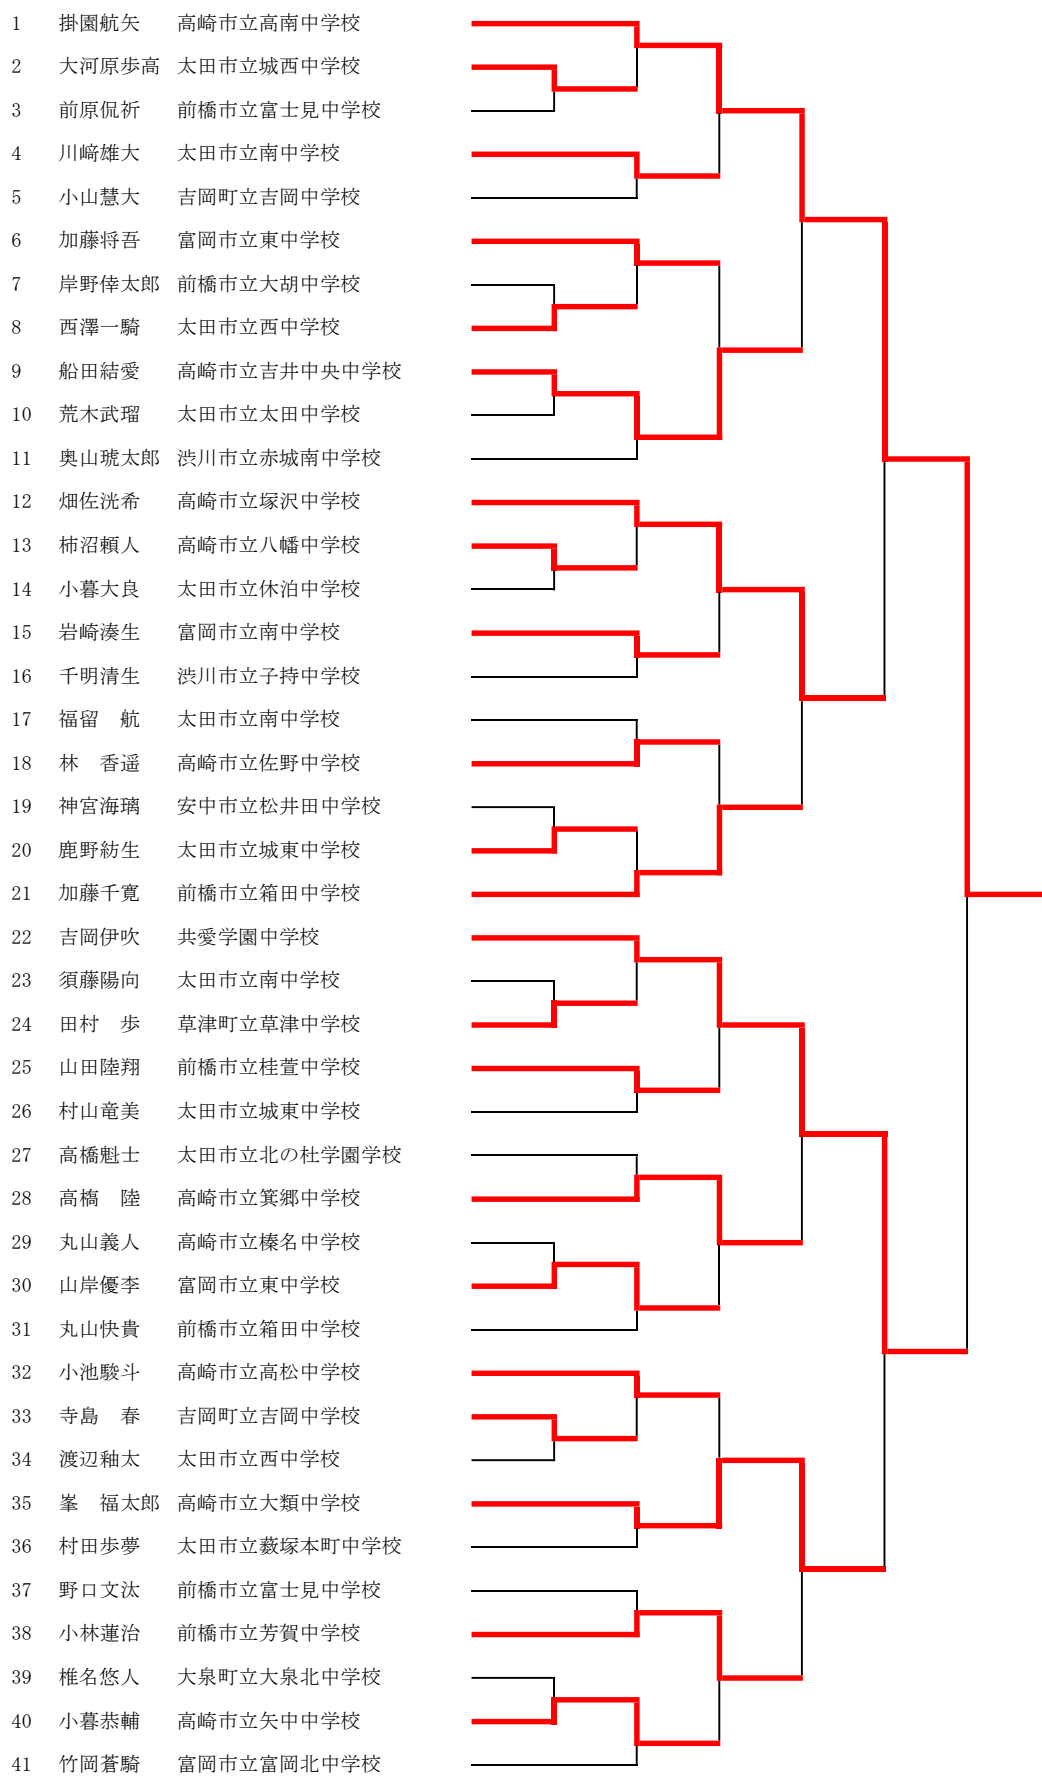 1 掛園航矢 高崎市立高南中学校
2 大河原歩高 太田市立城西中学校
3 前原侃祈 前橋市立富士見中学校
4 川﨑雄大 太田市立南中学校
5 小山慧大 吉岡町立吉岡中学校
6 加藤将吾 富岡市立東中学校
7 岸野倖太郎 前橋市立大胡中学校
8 西澤一騎 太田市立西中学校
9 船田結愛 高崎市立吉井中央中学校
10 荒木武瑠 太田市立太田中学校
11 奥山琥太郎 渋川市立赤城南中学校
12 畑佐洸希 高崎市立塚沢中学校
13 柿沼頼人 高崎市立八幡中学校
14 小暮大良 太田市立休泊中学校
15 岩崎湊生 富岡市立南中学校
16 千明清生 渋川市立子持中学校
17 福留 航 太田市立南中学校
18 林 香遥 高崎市立佐野中学校
19 神宮海璃 安中市立松井田中学校
20 鹿野紡生 太田市立城東中学校
21 加藤千寛 前橋市立箱田中学校
22 吉岡伊吹 共愛学園中学校
23 須藤陽向 太田市立南中学校
24 田村 歩 草津町立草津中学校
25 山田陸翔 前橋市立桂萱中学校
26 村山竜美 太田市立城東中学校
27 高橋魁士 太田市立北の杜学園学校
28 高橋 陸 高崎市立箕郷中学校
29 丸山義人 高崎市立榛名中学校
30 山岸優李 富岡市立東中学校
31 丸山快貴 前橋市立箱田中学校
32 小池駿斗 高崎市立高松中学校
33 寺島 春 吉岡町立吉岡中学校
34 渡辺釉太 太田市立西中学校
35 峯 福太郎 高崎市立大類中学校
36 村田歩夢 太田市立薮塚本町中学校
37 野口文汰 前橋市立富士見中学校
38 小林蓮治 前橋市立芳賀中学校
39 椎名悠人 大泉町立大泉北中学校
40 小暮恭輔 高崎市立矢中中学校
41 竹岡蒼騎 富岡市立富岡北中学校